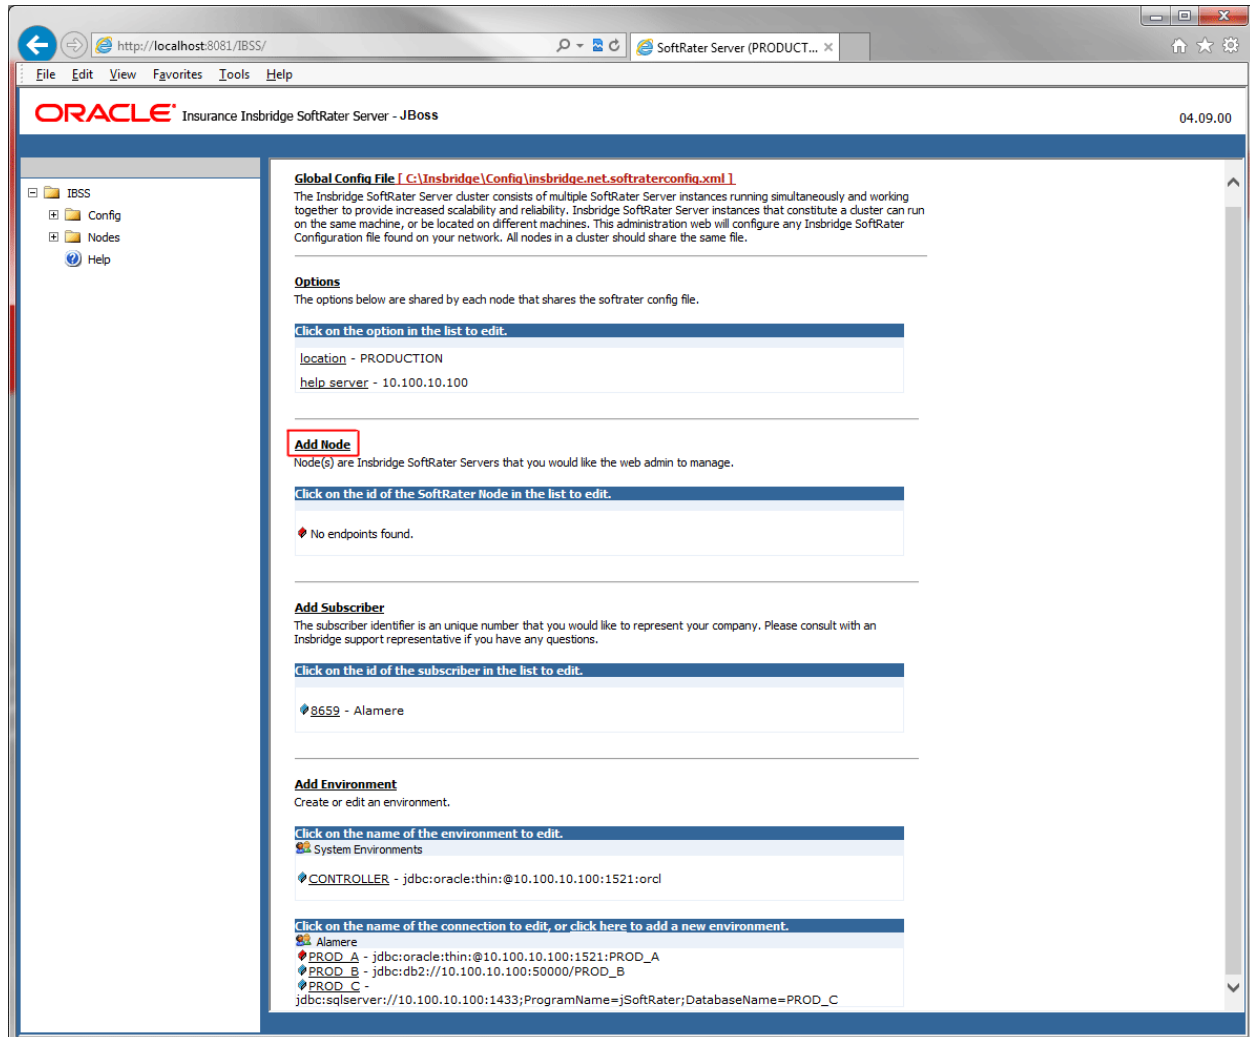 http://localhost:8081/IBSS/
SoftRater Server (PRODUCT...
File Edit View Favorites Tools Help
ORACLE Insurance Insbridge SoftRater Server - JBoss
04.09.00
IBSS
Config
Nodes
Help
Global Config File [ C:\Insbridge\Config\insbridge.net.softraterconfig.xml ]
The Insbridge SoftRater Server cluster consists of multiple SoftRater Server instances running simultaneously and working
together to provide increased scalability and reliability. Insbridge SoftRater Server instances that constitute a cluster can run
on the same machine, or be located on different machines. This administration web will configure any Insbridge SoftRater
Configuration file found on your network. All nodes in a cluster should share the same file.
Options
The options below are shared by each node that shares the softrater config file.
Click on the option in the list to edit.
location - PRODUCTION
help server - 10.100.10.100
Add Node
Node(s) are Insbridge SoftRater Servers that you would like the web admin to manage.
Click on the id of the SoftRater Node in the list to edit.
No endpoints found.
Add Subscriber
The subscriber identifier is an unique number that you would like to represent your company. Please consult with an
Insbridge support representative if you have any questions.
Click on the id of the subscriber in the list to edit.
8659 - Alamere
Add Environment
Create or edit an environment.
Click on the name of the environment to edit.
System Environments
CONTROLLER - jdbc:oracle:thin:@10.100.10.100:1521:orcl
Click on the name of the connection to edit, or click here to add a new environment.
Alamere
PROD_A - jdbc:oracle:thin:@10.100.10.100:1521:PROD_A
PROD_B - jdbc:db2://10.100.10.100:50000/PROD_B
PROD_C -
jdbc:sqlserver://10.100.10.100:1433;ProgramName=jSoftRater;DatabaseName=PROD_C